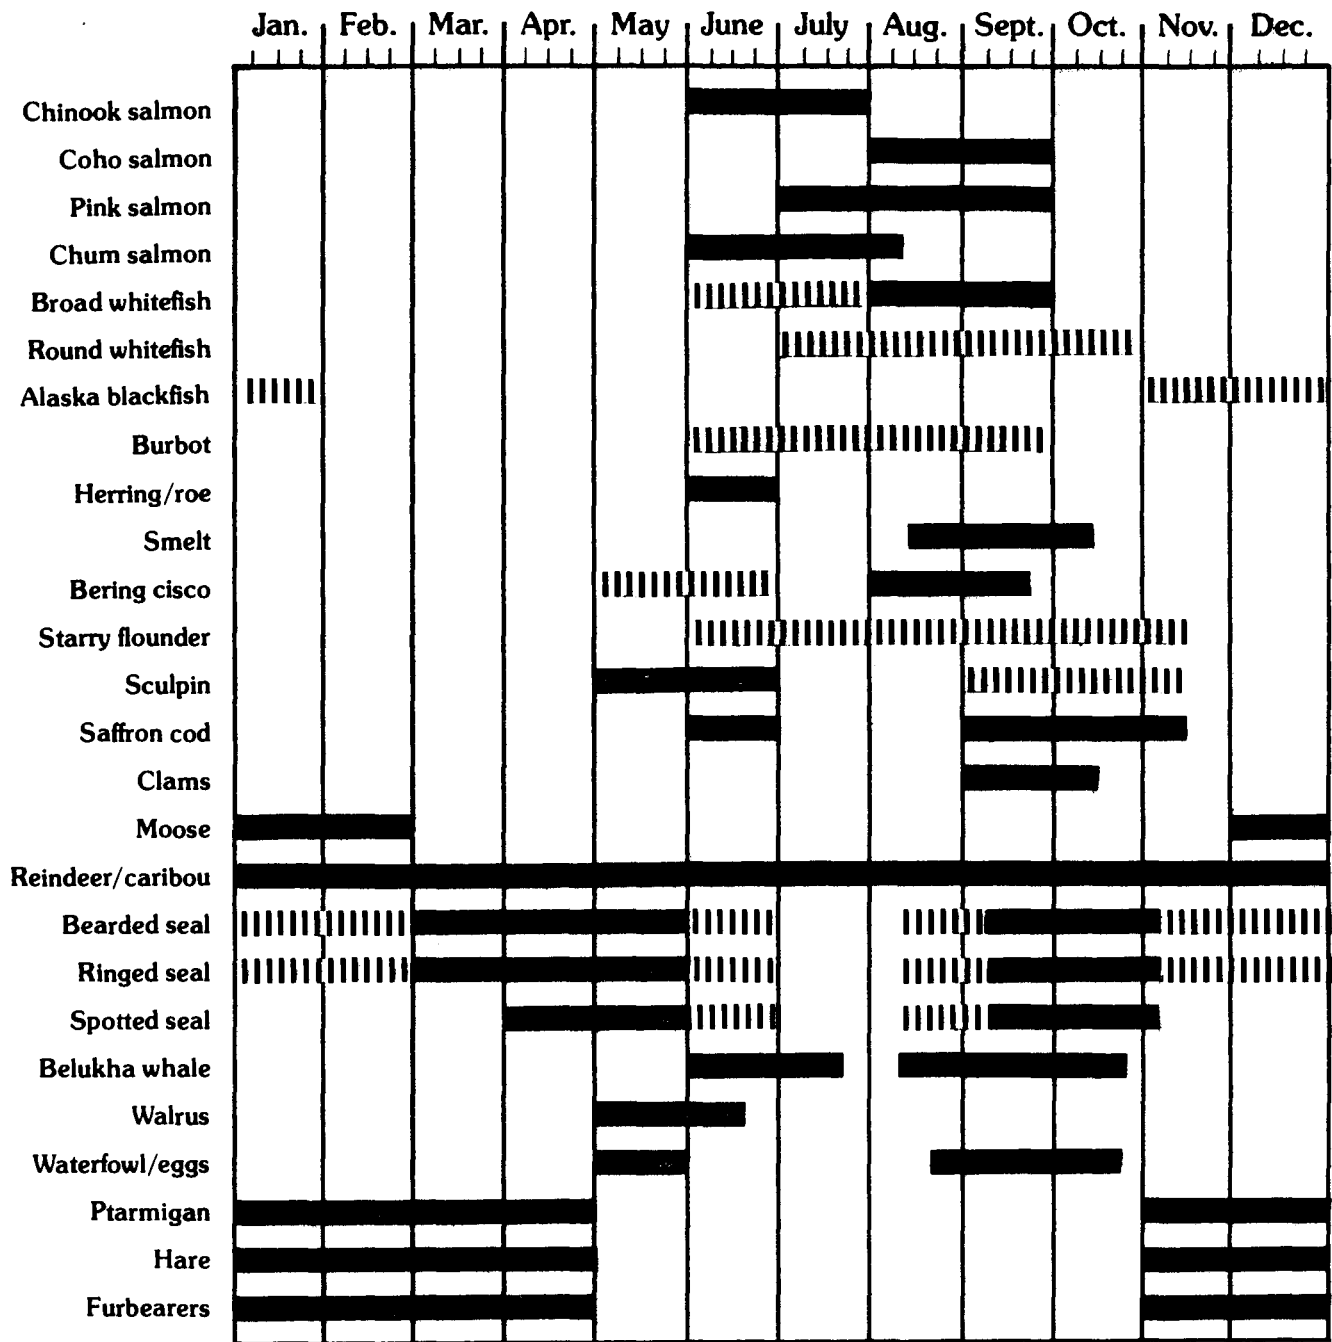 Jan. Feb. Mar. Apr. May June July Aug. Sept. Oct. Nov. Dec.
Chinook salmon
Coho salmon
Pink salmon
Chum salmon
Broad whitefish
Round whitefish
Alaska blackfish
Burbot
Herring/roe
Smelt
Bering cisco
Starry flounder
Sculpin
Saffron cod
Clams
Moose
Reindeer/caribou
Bearded seal
Ringed seal
Spotted seal
Belukha whale
Walrus
Waterfowl/eggs
Ptarmigan
Hare
Furbearers